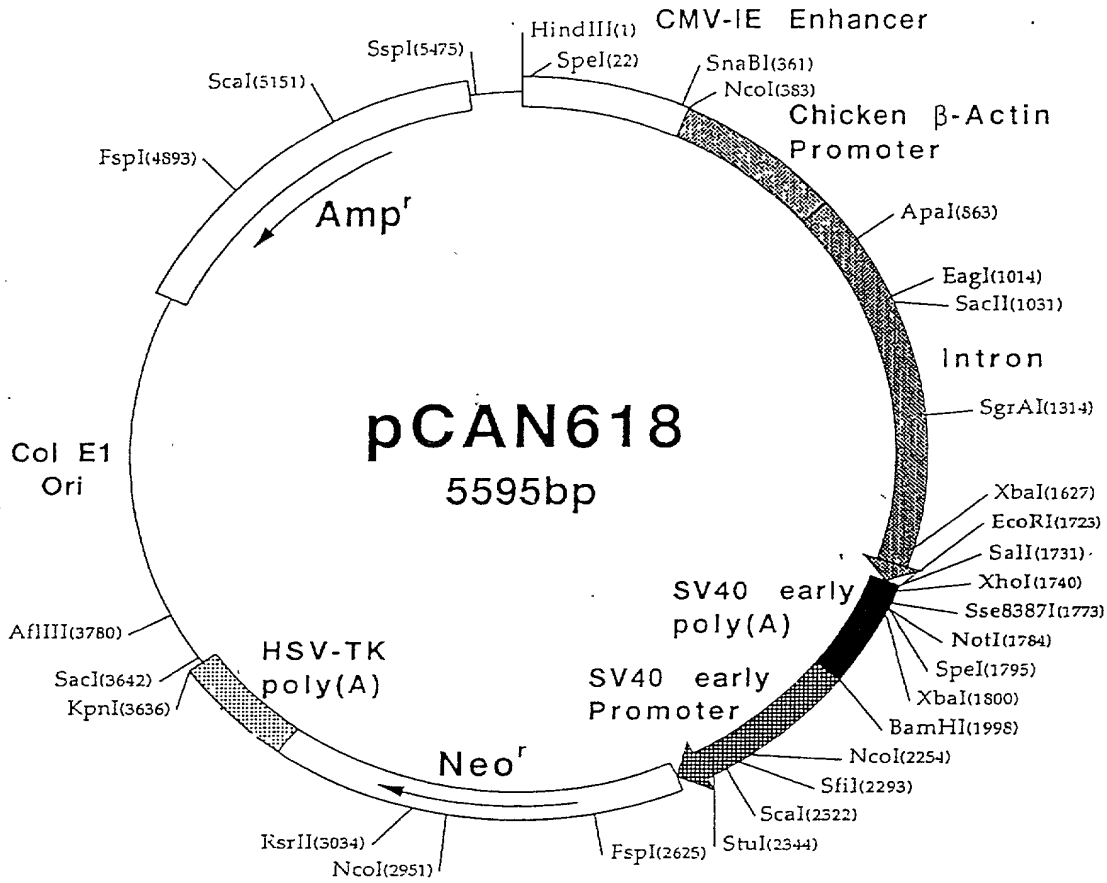 CMV-IE Enhancer
HindIII(1)
SpeI(22)
SspI(5475)
SnaBI(361)
NcoI(383)
ScaI(5151)
Chicken β-Actin
Promoter
FspI(4893)
Ampʳ
ApaI(863)
EagI(1014)
SacII(1031)
Intron
SgrAI(1314)
pCAN618
5595bp
Col E1
Ori
XbaI(1627)
EcoRI(1723)
SalI(1731)
XhoI(1740)
Sse8387I(1773)
NotI(1784)
SpeI(1795)
XbaI(1800)
BamHI(1998)
SV40 early
poly(A)
SV40 early
Promoter
AflIII(3780)
HSV-TK
poly(A)
SacI(3642)
KpnI(3636)
Neoʳ
NcoI(2254)
SfiI(2293)
ScaI(2322)
StuI(2344)
FspI(2625)
RsrII(3034)
NcoI(2951)